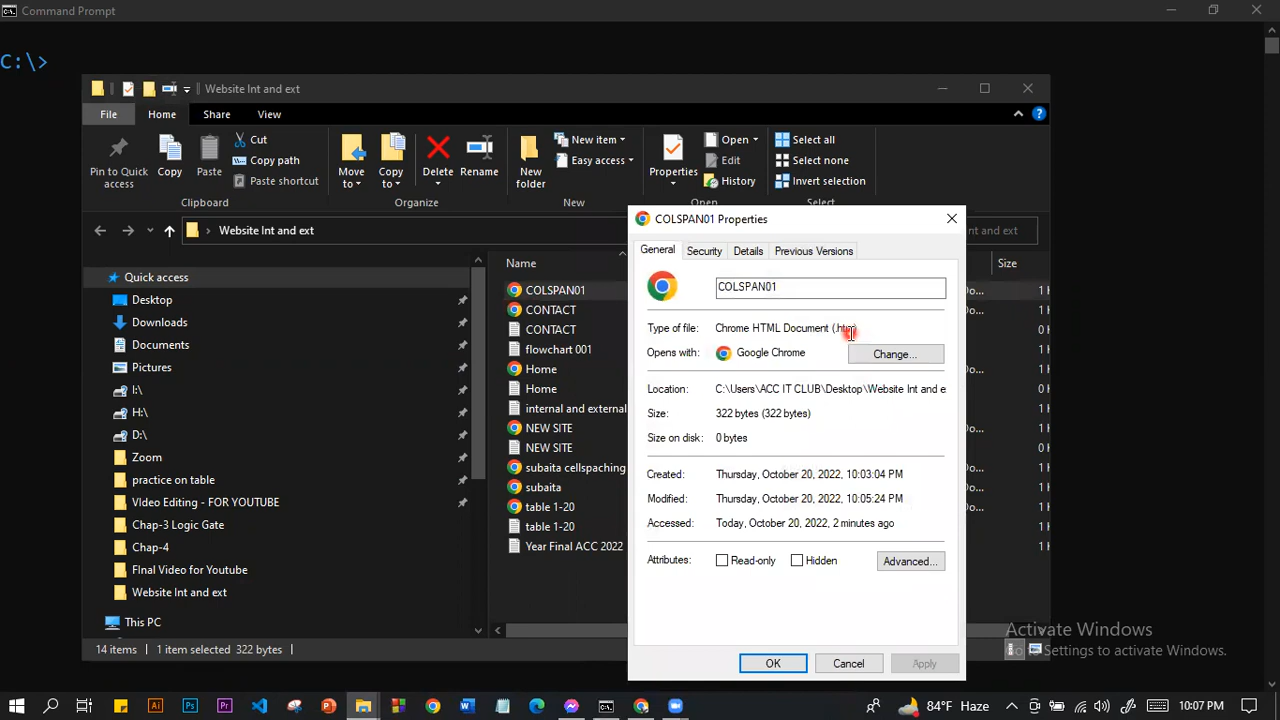 Command Prompt
C:\>
Website Int and ext
File Home Share View
Pin to Quick access
Copy
Paste
Cut
Copy path
Paste shortcut
Clipboard
Move to
Copy to
Delete
Rename
Organize
New folder
New item
Easy access
New
Properties
Open
Edit
History
Open
Select all
Select none
Invert selection
Select
Website Int and ext
nt and ext
Quick access
Desktop
Downloads
Documents
Pictures
I:\
H:\
D:\
Zoom
practice on table
VIdeo Editing - FOR YOUTUBE
Chap-3 Logic Gate
Chap-4
FInal Video for Youtube
Website Int and ext
This PC
Name
Size
COLSPAN01
CONTACT
CONTACT
flowchart 001
Home
Home
internal and external
NEW SITE
NEW SITE
subaita cellspaching
subaita
table 1-20
table 1-20
Year Final ACC 2022
14 items 1 item selected 322 bytes
COLSPAN01 Properties
General Security Details Previous Versions
COLSPAN01
Type of file: Chrome HTML Document
Opens with: Google Chrome Change...
Location: C:\Users\ACC IT CLUB\Desktop\Website Int and e
Size: 322 bytes (322 bytes)
Size on disk: 0 bytes
Created: Thursday, October 20, 2022, 10:03:04 PM
Modified: Thursday, October 20, 2022, 10:05:24 PM
Accessed: Today, October 20, 2022, 2 minutes ago
Attributes: Read-only Hidden Advanced...
OK Cancel Apply
Activate Windows
Settings to activate Windows.
84°F Haze
10:07 PM